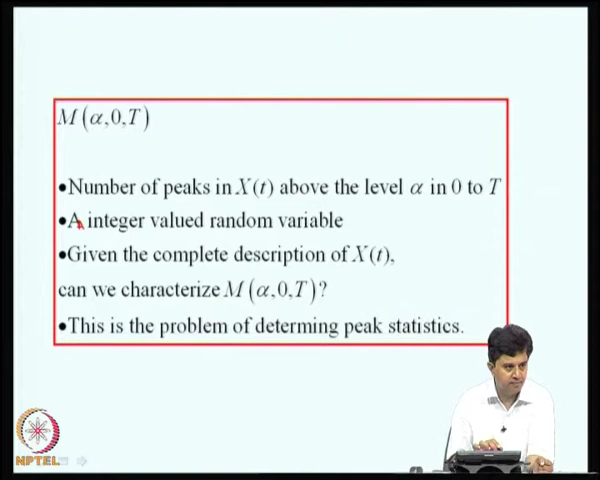 M(α,0,T)
•Number of peaks in X(t) above the level α in 0 to T
•A integer valued random variable
•Given the complete description of X(t),
can we characterize M(α,0,T)?
•This is the problem of determing peak statistics.
NPTEL